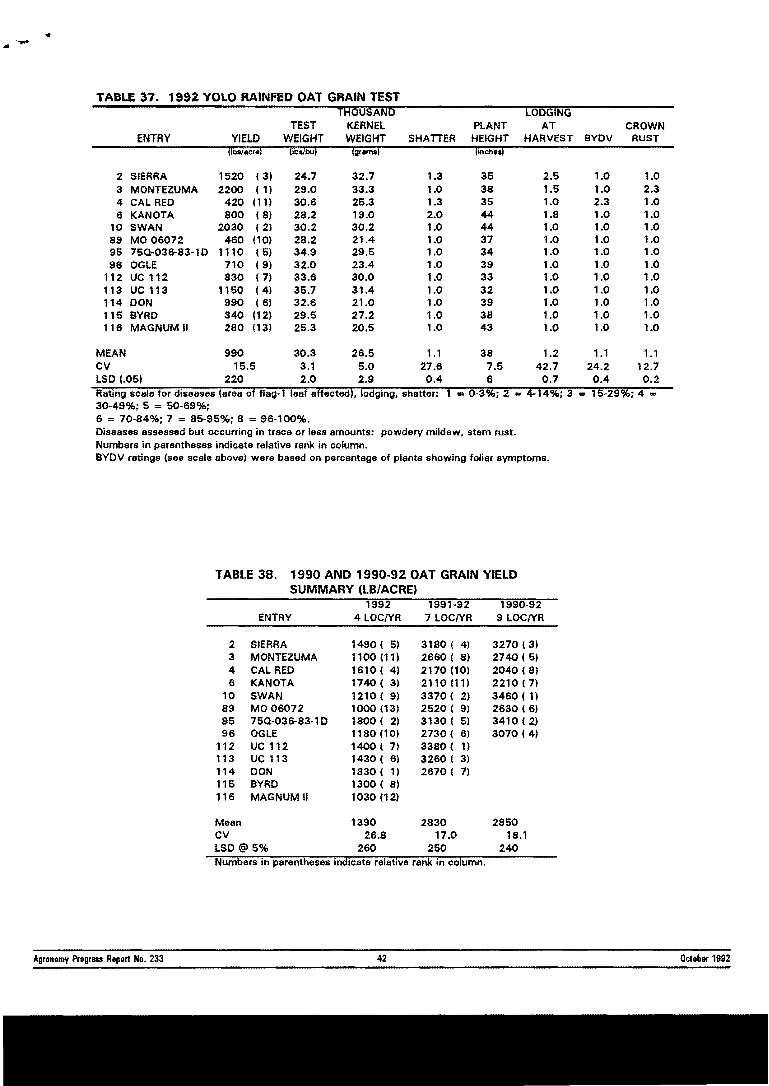 TABLE 37. 1992 YOLO RAINFED OAT GRAIN TEST
THOUSAND LODGING
TEST KERNEL PLANT AT CROWN
ENTRY YIELD WEIGHT WEIGHT SHATTER HEIGHT HARVEST BYDV RUST
(lbs/acre) (lbs/bu) (grams) (inches)
2 SIERRA 1520 ( 3) 24.7 32.7 1.3 35 2.5 1.0 1.0
3 MONTEZUMA 2200 ( 1) 29.0 33.3 1.0 38 1.5 1.0 2.3
4 CAL RED 420 (11) 30.6 25.3 1.3 35 1.0 2.3 1.0
6 KANOTA 800 ( 8) 28.2 19.0 2.0 44 1.8 1.0 1.0
10 SWAN 2030 ( 2) 30.2 30.2 1.0 44 1.0 1.0 1.0
89 MO 06072 460 (10) 28.2 21.4 1.0 37 1.0 1.0 1.0
95 75Q-036-83-1D 1110 ( 5) 34.9 29.5 1.0 34 1.0 1.0 1.0
96 OGLE 710 ( 9) 32.0 23.4 1.0 39 1.0 1.0 1.0
112 UC 112 830 ( 7) 33.6 30.0 1.0 33 1.0 1.0 1.0
113 UC 113 1150 ( 4) 35.7 31.4 1.0 32 1.0 1.0 1.0
114 DON 990 ( 6) 32.6 21.0 1.0 39 1.0 1.0 1.0
115 BYRD 340 (12) 29.5 27.2 1.0 38 1.0 1.0 1.0
116 MAGNUM II 280 (13) 25.3 20.5 1.0 43 1.0 1.0 1.0
MEAN 990 30.3 26.5 1.1 38 1.2 1.1 1.1
CV 15.5 3.1 5.0 27.6 7.5 42.7 24.2 12.7
LSD (.05) 220 2.0 2.9 0.4 6 0.7 0.4 0.2
Rating scale for diseases (area of flag-1 leaf affected), lodging, shatter: 1 = 0-3%; 2 = 4-14%; 3 = 15-29%; 4 =
30-49%; 5 = 50-69%;
6 = 70-84%; 7 = 85-95%; 8 = 96-100%.
Diseases assessed but occurring in trace or less amounts: powdery mildew, stem rust.
Numbers in parentheses indicate relative rank in column.
BYDV ratings (see scale above) were based on percentage of plants showing foliar symptoms.
TABLE 38. 1990 AND 1990-92 OAT GRAIN YIELD
SUMMARY (LB/ACRE)
1992 1991-92 1990-92
ENTRY 4 LOC/YR 7 LOC/YR 9 LOC/YR
2 SIERRA 1490 ( 5) 3180 ( 4) 3270 ( 3)
3 MONTEZUMA 1100 (11) 2660 ( 8) 2740 ( 5)
4 CAL RED 1610 ( 4) 2170 (10) 2040 ( 8)
6 KANOTA 1740 ( 3) 2110 (11) 2210 ( 7)
10 SWAN 1210 ( 9) 3370 ( 2) 3460 ( 1)
89 MO 06072 1000 (13) 2520 ( 9) 2630 ( 6)
95 75Q-036-83-1D 1800 ( 2) 3130 ( 5) 3410 ( 2)
96 OGLE 1180 (10) 2730 ( 6) 3070 ( 4)
112 UC 112 1400 ( 7) 3380 ( 1)
113 UC 113 1430 ( 6) 3260 ( 3)
114 DON 1830 ( 1) 2670 ( 7)
115 BYRD 1300 ( 8)
116 MAGNUM II 1030 (12)
Mean 1390 2830 2850
CV 26.8 17.0 18.1
LSD @ 5% 260 250 240
Numbers in parentheses indicate relative rank in column.
Agronomy Progress Report No. 233 42 October 1992